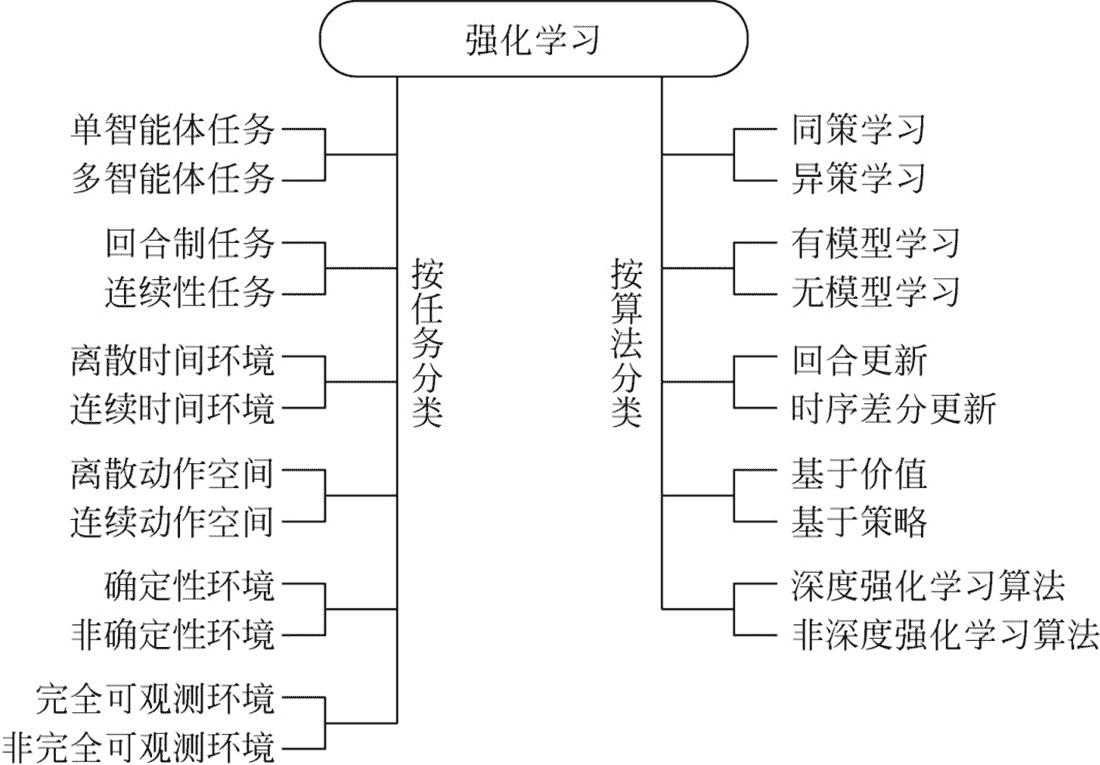 强化学习
单智能体任务
多智能体任务
回合制任务
连续性任务
离散时间环境
连续时间环境
离散动作空间
连续动作空间
确定性环境
非确定性环境
完全可观测环境
非完全可观测环境
按任务分类
按算法分类
同策学习
异策学习
有模型学习
无模型学习
回合更新
时序差分更新
基于价值
基于策略
深度强化学习算法
非深度强化学习算法